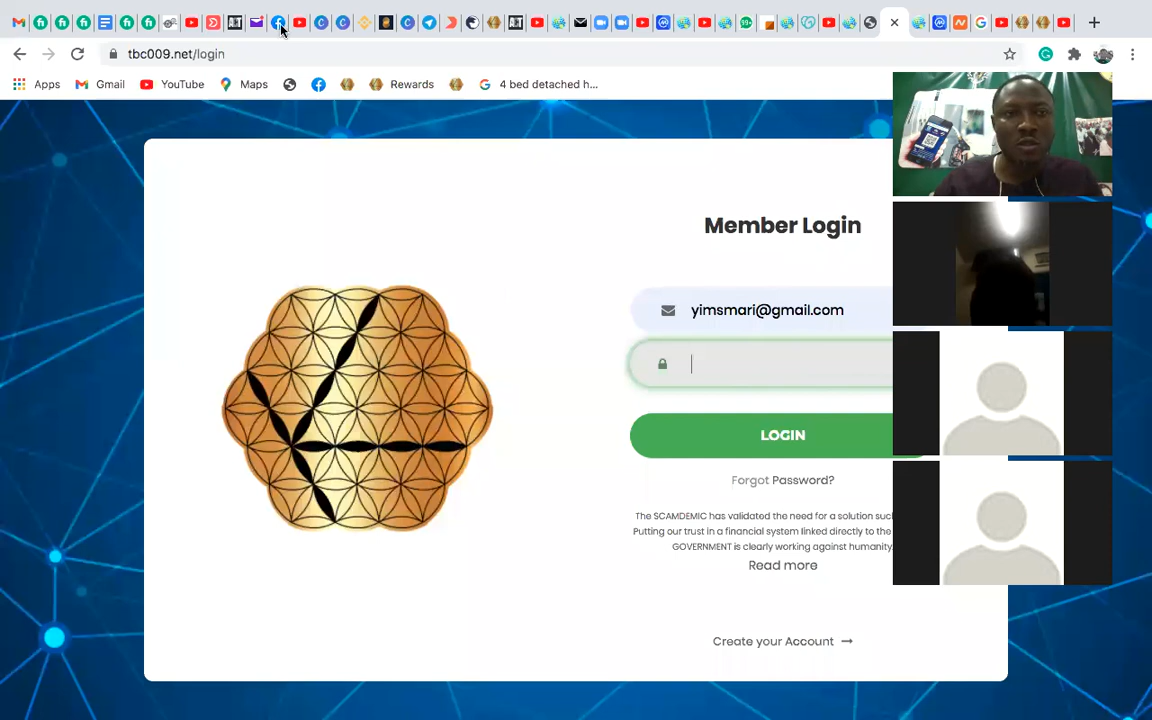 tbc009.net/login
Apps
Gmail
YouTube
Maps
Rewards
4 bed detached h...
Member Login
yimsmari@gmail.com
LOGIN
Forgot Password?
The SCAMDEMIC has validated the need for a solution suc
Putting our trust in a financial system linked directly to the
GOVERNMENT is clearly working against humanity.
Read more
Create your Account →